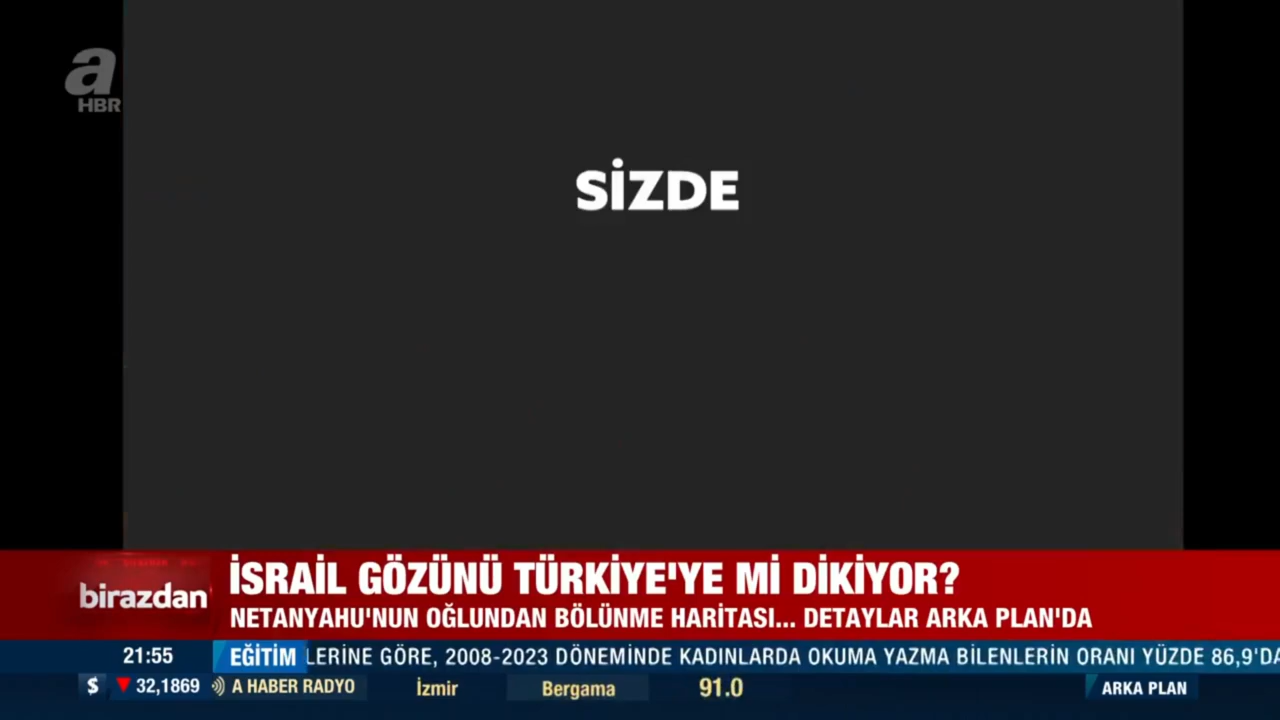 a
HBR
SİZDE
birazdan
İSRAİL GÖZÜNÜ TÜRKİYE'YE Mİ DİKİYOR?
NETANYAHU'NUN OĞLUNDAN BÖLÜNME HARİTASI... DETAYLAR ARKA PLAN'DA
21:55 EĞİTİM LERİNE GÖRE, 2008-2023 DÖNEMİNDE KADINLARDA OKUMA YAZMA BİLENLERİN ORANI YÜZDE 86,9'DA
$ ▼ 32,1869 A HABER RADYO İzmir Bergama 91.0 ARKA PLAN